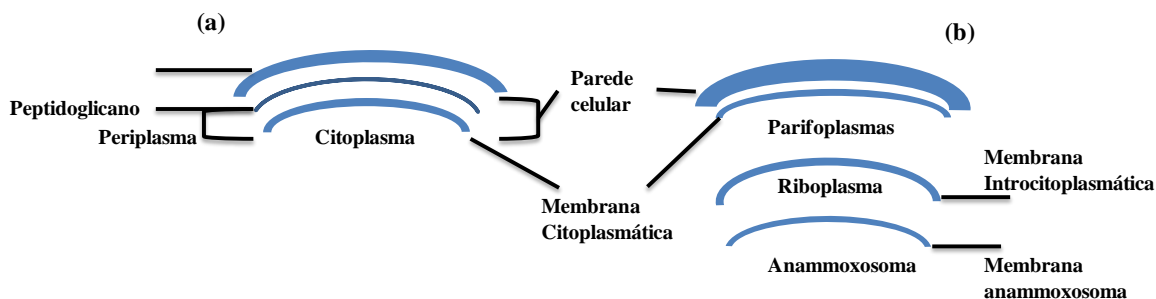 (a)
Peptidoglicano
Periplasma
Citoplasma
Parede
celular
Membrana
Citoplasmática
(b)
Parifoplasmas
Riboplasma
Membrana
Introcitoplasmática
Anammoxosoma
Membrana
anammoxosoma